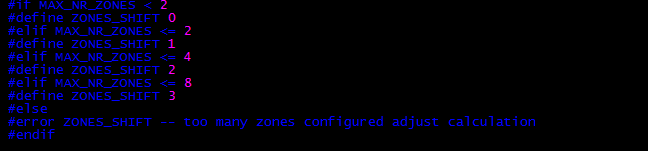 #if MAX_NR_ZONES < 2
#define ZONES_SHIFT 0
#elif MAX_NR_ZONES <= 2
#define ZONES_SHIFT 1
#elif MAX_NR_ZONES <= 4
#define ZONES_SHIFT 2
#elif MAX_NR_ZONES <= 8
#define ZONES_SHIFT 3
#else
#error ZONES_SHIFT -- too many zones configured adjust calculation
#endif